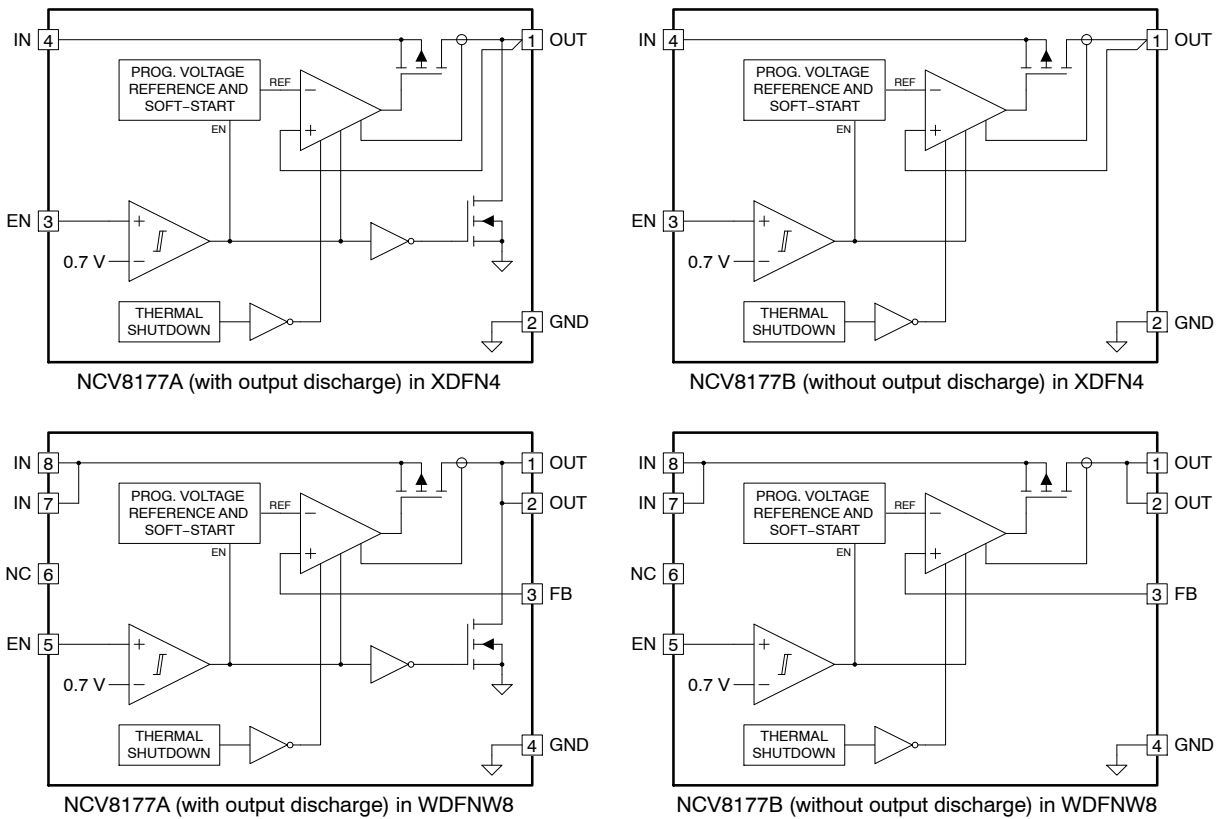 IN 4
1 OUT
PROG. VOLTAGE
REFERENCE AND
SOFT−START
REF
−
+
EN
EN 3
+
0.7 V
−
THERMAL
SHUTDOWN
2 GND
NCV8177A (with output discharge) in XDFN4
IN 4
1 OUT
PROG. VOLTAGE
REFERENCE AND
SOFT−START
REF
−
+
EN
EN 3
+
0.7 V
−
THERMAL
SHUTDOWN
2 GND
NCV8177B (without output discharge) in XDFN4
IN 8
1 OUT
IN 7
2 OUT
PROG. VOLTAGE
REFERENCE AND
SOFT−START
REF
−
+
EN
NC 6
3 FB
EN 5
+
0.7 V
−
THERMAL
SHUTDOWN
4 GND
NCV8177A (with output discharge) in WDFNW8
IN 8
1 OUT
IN 7
2 OUT
PROG. VOLTAGE
REFERENCE AND
SOFT−START
REF
−
+
EN
NC 6
3 FB
EN 5
+
0.7 V
−
THERMAL
SHUTDOWN
4 GND
NCV8177B (without output discharge) in WDFNW8